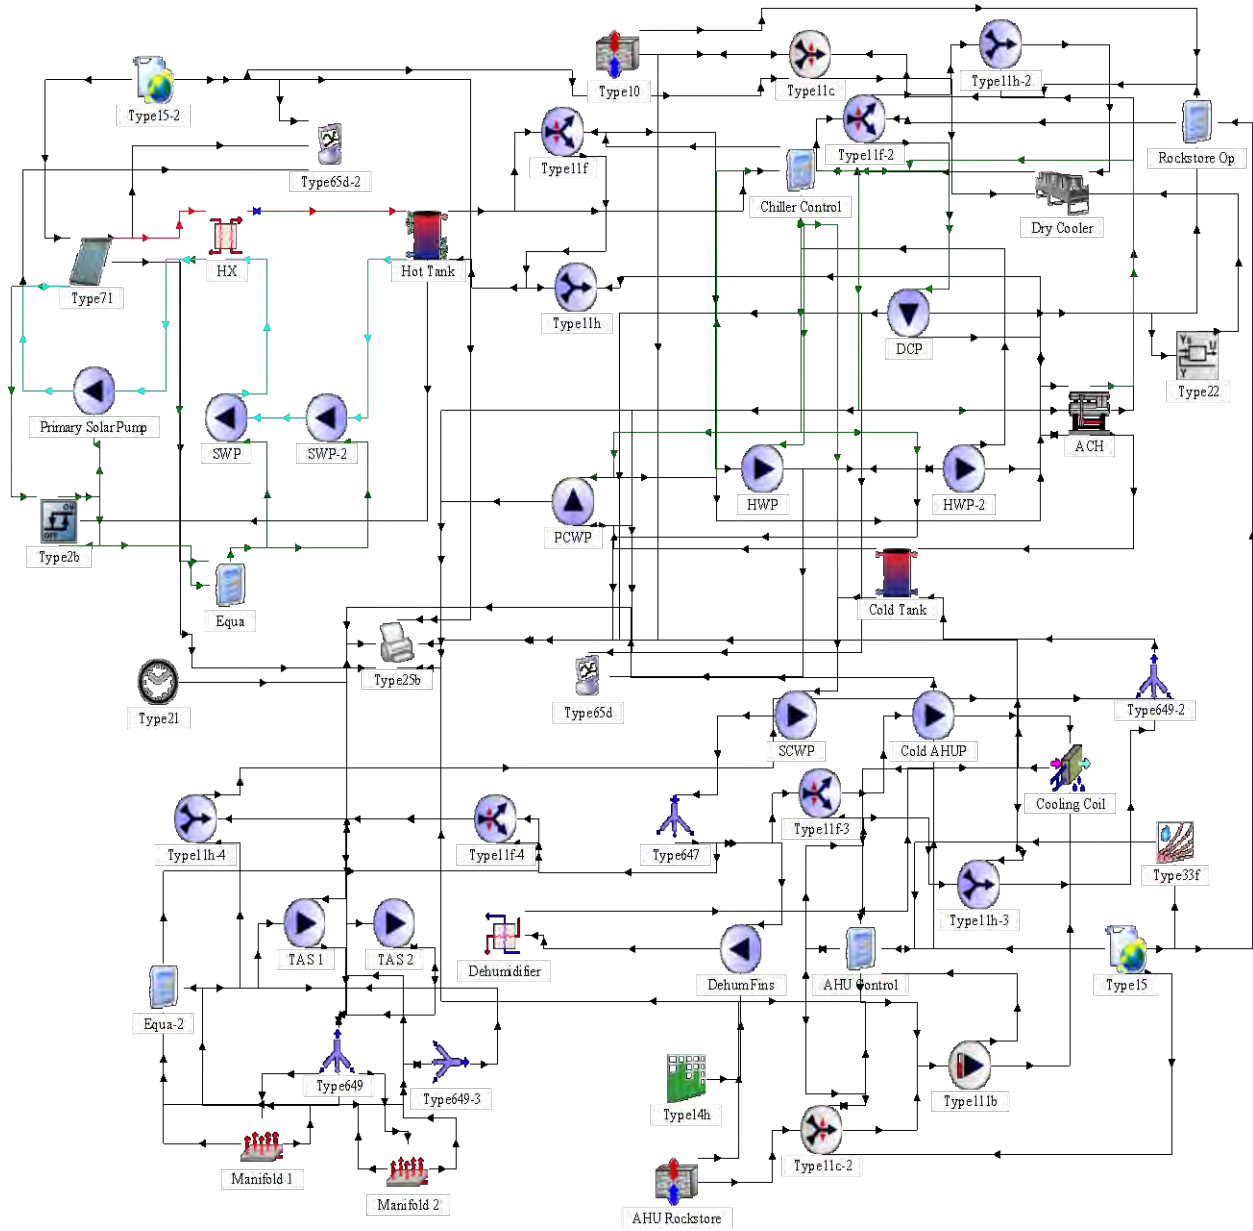 Type10
Type11c
Type11h-2
Type15-2
Type65d-2
Type11f
Type11f-2
Rockstore Op
Chiller Control
Dry Cooler
HX
Hot Tank
Type71
Type11h
DCP
Ys
U
Y
Type22
Primary Solar Pump
SWP
SWP-2
ACH
HWP
HWP-2
ON
OFF
Type2b
PCWP
Equa
Cold Tank
Type25b
Type21
Type65d
Type649-2
SCWP
Cold AHUP
Cooling Coil
Type11h-4
Type11f-4
Type647
Type11f-3
Type33f
Type11h-3
TAS 1
TAS 2
Dehumidifier
DehumFins
AHU Control
Type15
Equa-2
Type649
Type649-3
Type14h
Type111b
Type11c-2
Manifold 1
Manifold 2
AHU Rockstore